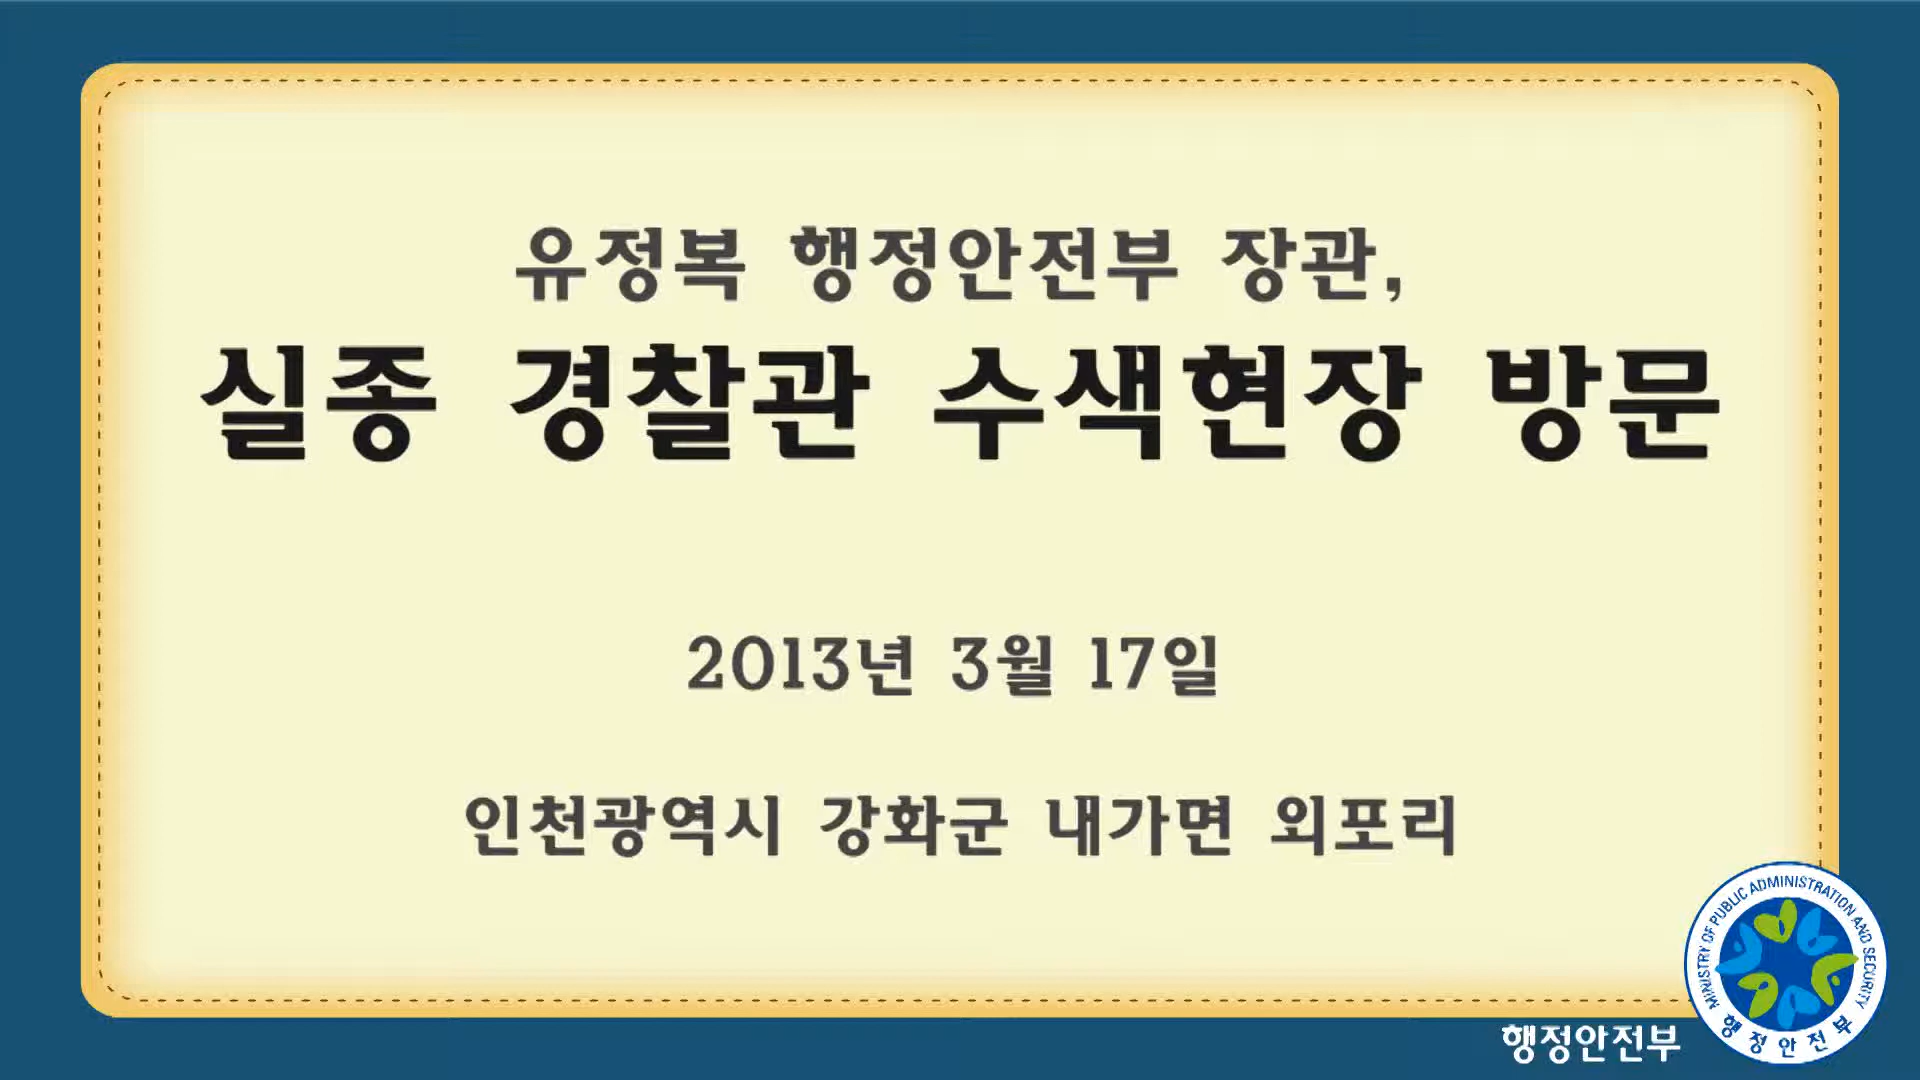 유정복 행정안전부 장관,
실종 경찰관 수색현장 방문
2013년 3월 17일
인천광역시 강화군 내가면 외포리
MINISTRY OF PUBLIC ADMINISTRATION AND SECURITY
행정안전부
행정안전부